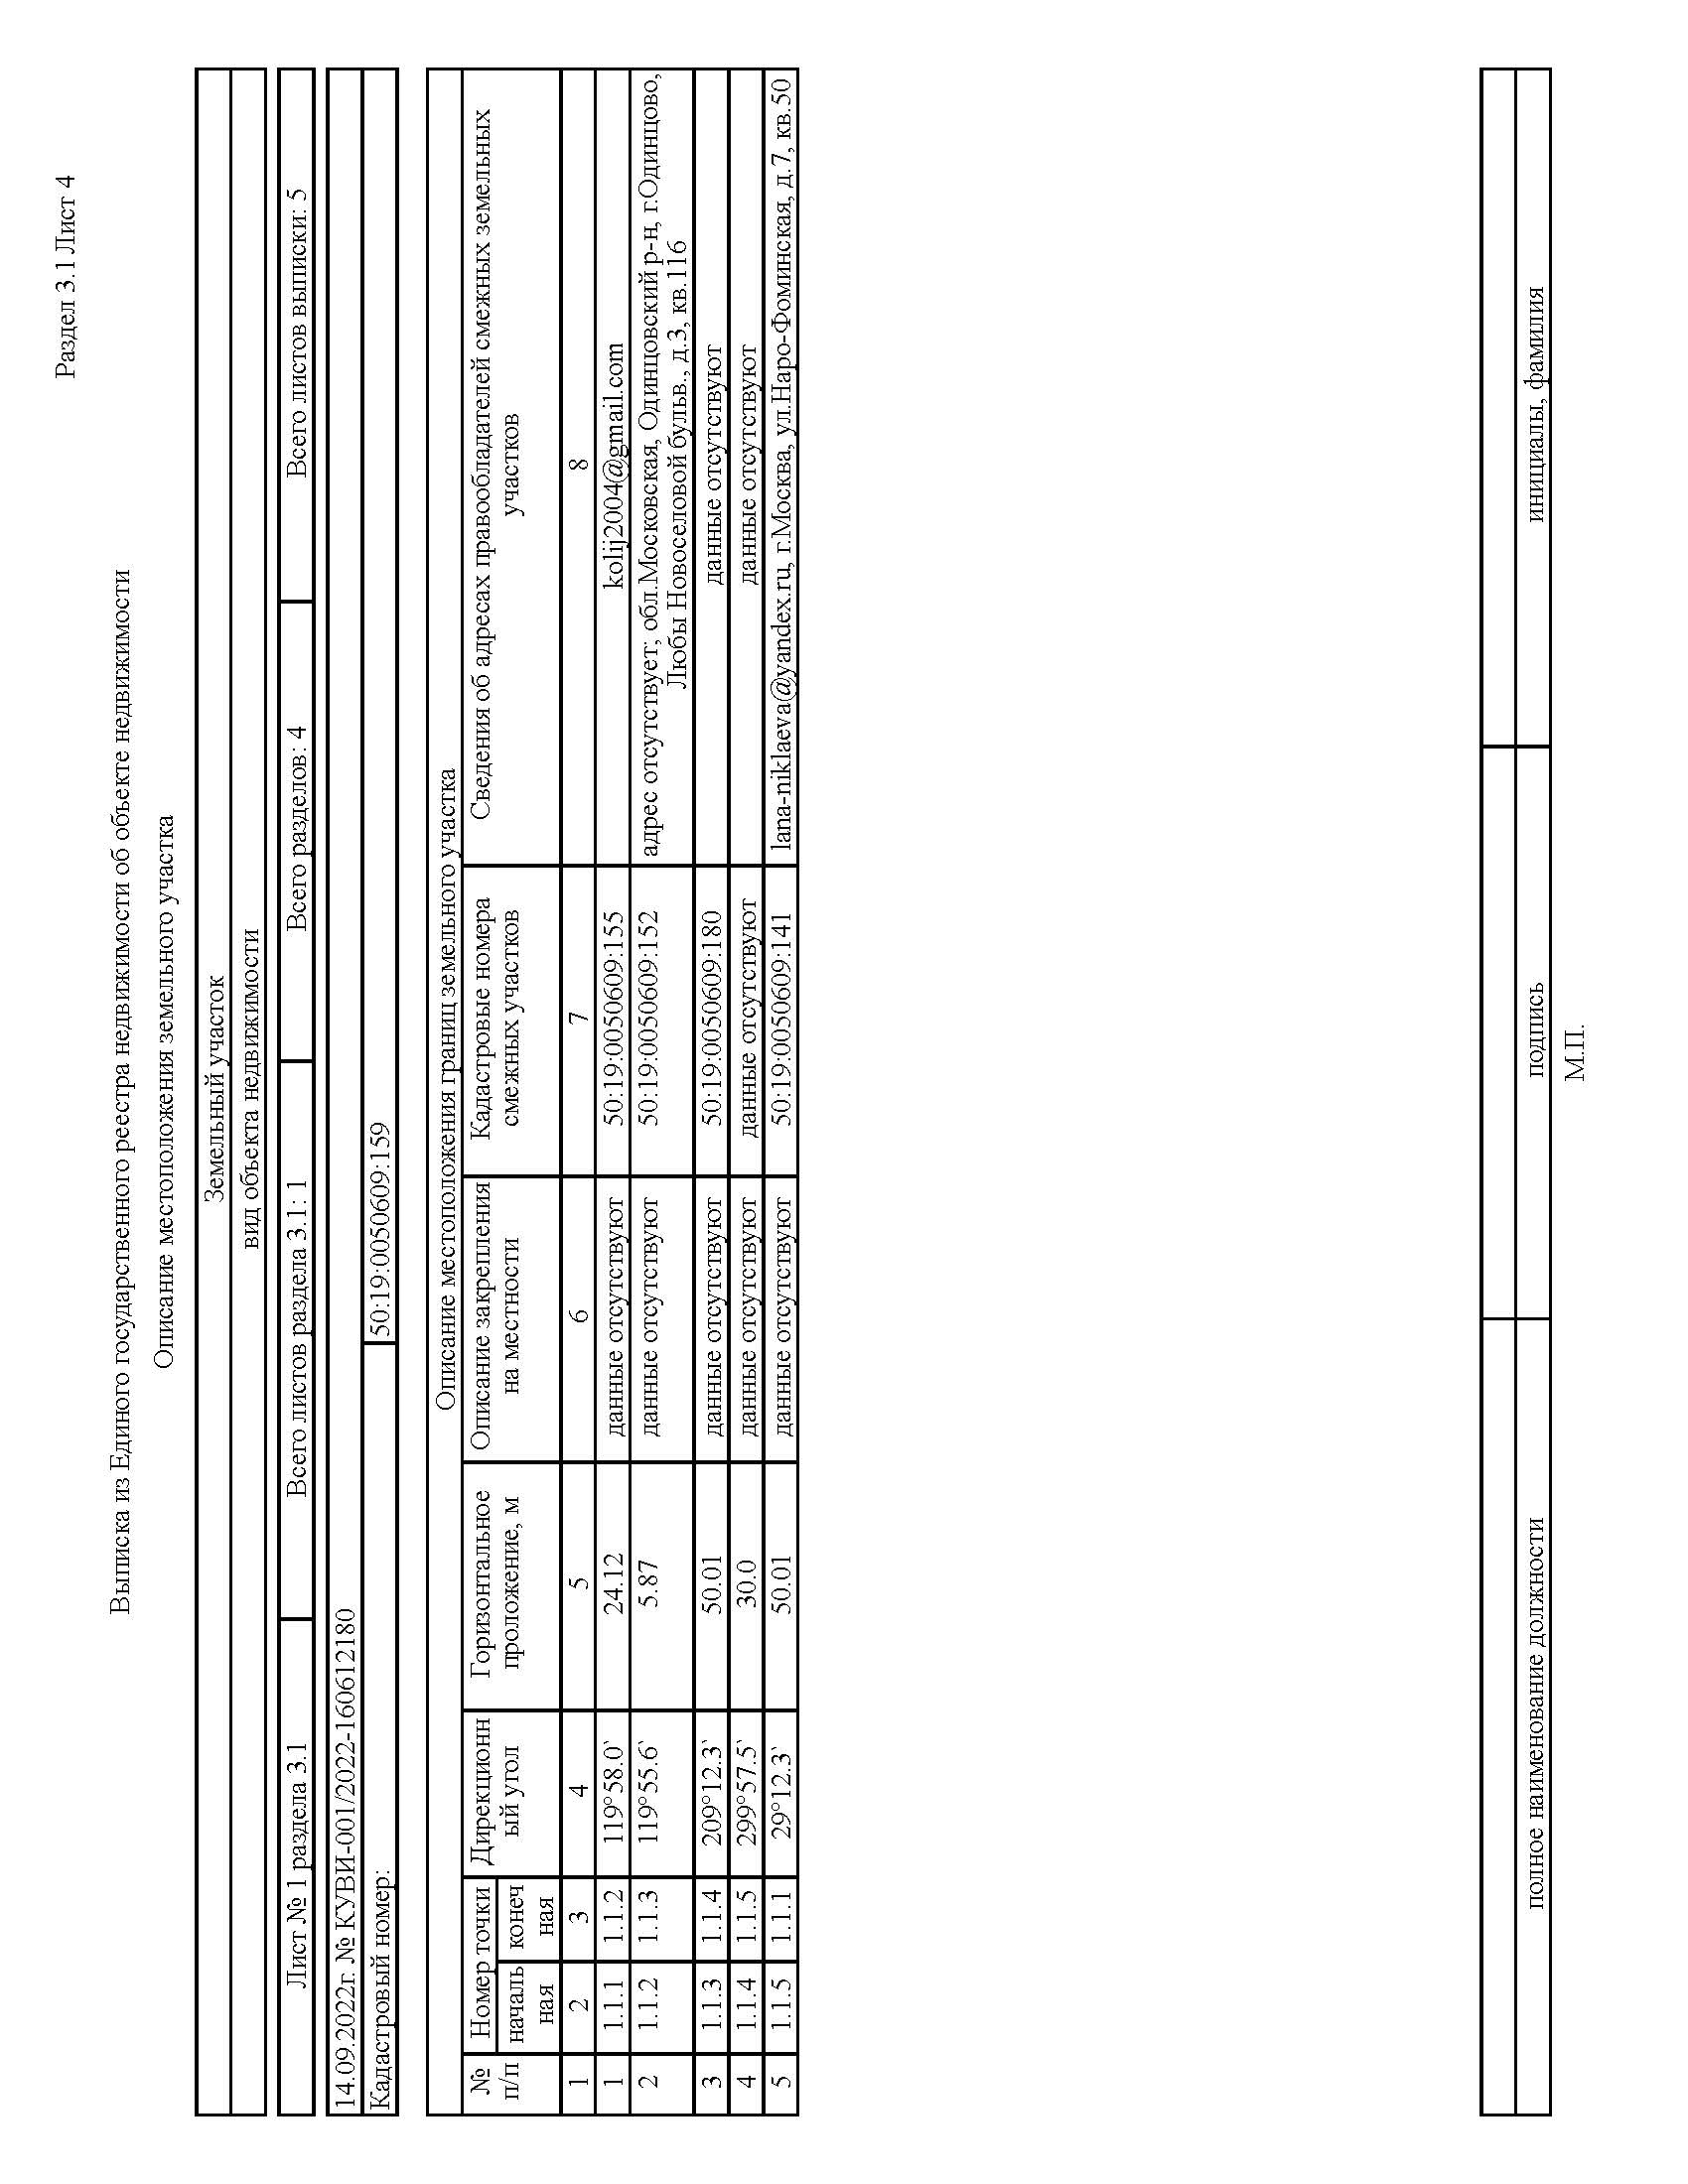 Раздел 3.1 Лист 4
Выписка из Единого государственного реестра недвижимости об объекте недвижимости
Описание местоположения земельного участка
Земельный участок
вид объекта недвижимости
Лист № 1 раздела 3.1 Всего листов раздела 3.1: 1 Всего разделов: 4 Всего листов выписки: 5
14.09.2022г. № КУВИ-001/2022-160612180
Кадастровый номер: 50:19:0050609:159
Описание местоположения границ земельного участка
№ п/п
Номер точки
началь
ная
конеч
ная
Дирекционн
ый угол
Горизонтальное
проложение, м
Описание закрепления
на местности
Кадастровые номера
смежных участков
Сведения об адресах правообладателей смежных земельных
участков
1 2 3 4 5 6 7 8
1 1.1.1 1.1.2 119°58.0` 24.12 данные отсутствуют 50:19:0050609:155 kolij2004@gmail.com
2 1.1.2 1.1.3 119°55.6` 5.87 данные отсутствуют 50:19:0050609:152 адрес отсутствует; обл.Московская, Одинцовский р-н, г.Одинцово,
Любы Новоселовой бульв., д.3, кв.116
3 1.1.3 1.1.4 209°12.3` 50.01 данные отсутствуют 50:19:0050609:180 данные отсутствуют
4 1.1.4 1.1.5 299°57.5` 30.0 данные отсутствуют данные отсутствуют данные отсутствуют
5 1.1.5 1.1.1 29°12.3` 50.01 данные отсутствуют 50:19:0050609:141 lana-niklaeva@yandex.ru, г.Москва, ул.Наро-Фоминская, д.7, кв.50
полное наименование должности подпись инициалы, фамилия
М.П.